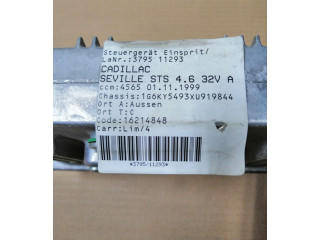 Steuergerät Einsprit/
LaNr.:3795 11293
CADILLAC
SEVILLE STS 4.6 32V A
ccm:4565 01.11.1999
Chassis:1G6KY5493XU919844
Ort A:Aussen
Ort T:C
Code:16214848
Carr:Lim/4
*3795/11293*